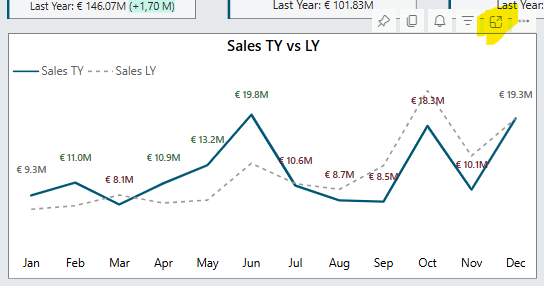 Last Year: € 146.07M (+1,70 M)
Last Year: € 101.83M
Last Year:
Sales TY vs LY
Sales TY
Sales LY
€ 9.3M
€ 11.0M
€ 8.1M
€ 10.9M
€ 13.2M
€ 19.8M
€ 10.6M
€ 8.7M
€ 8.5M
€ 18.3M
€ 10.1M
€ 19.3M
Jan Feb Mar Apr May Jun Jul Aug Sep Oct Nov Dec